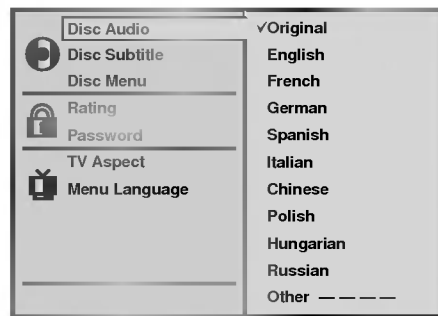 Disc Audio
Disc Subtitle
Disc Menu
Rating
Password
TV Aspect
Menu Language
✓Original
English
French
German
Spanish
Italian
Chinese
Polish
Hungarian
Russian
Other — — — —